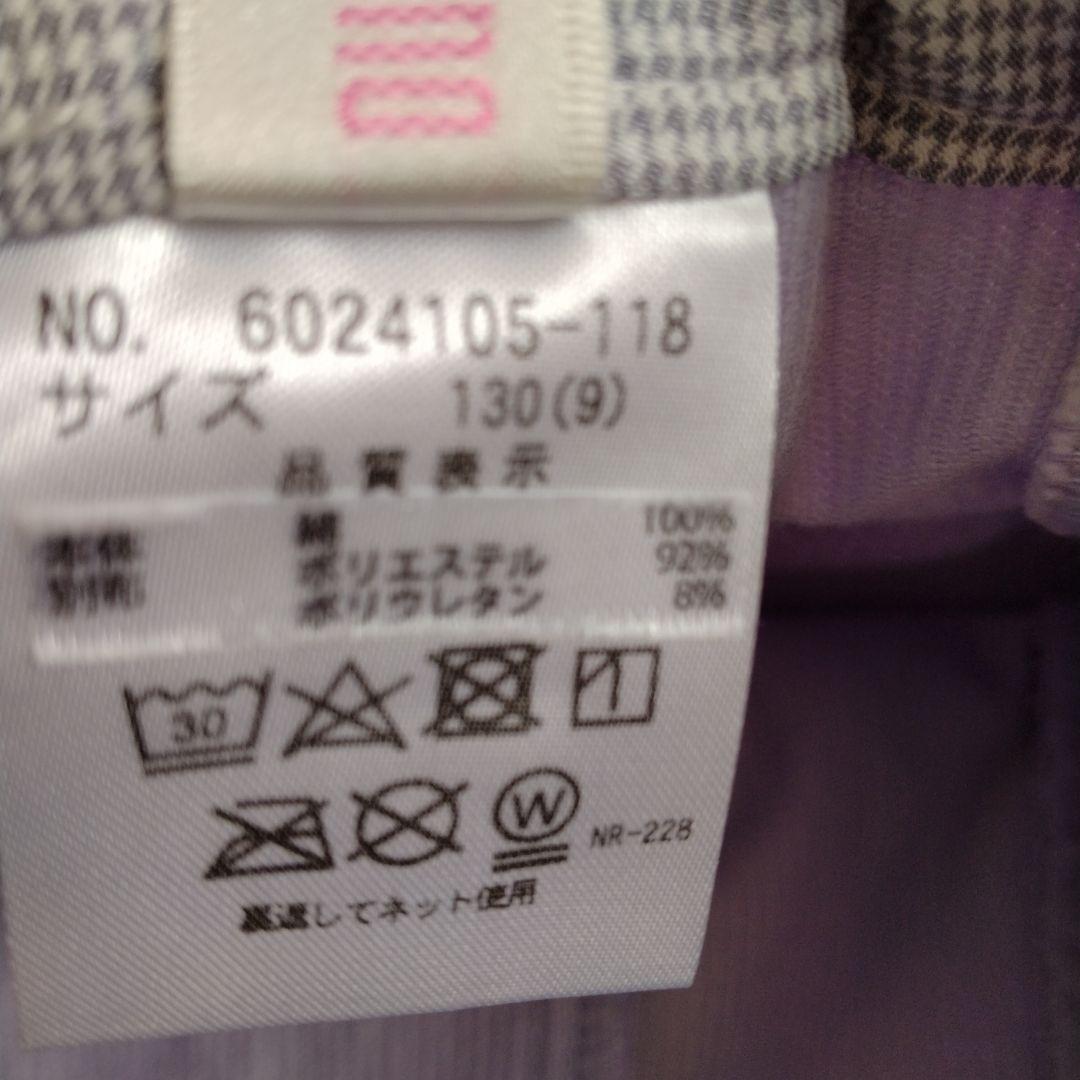 NO. 6024105-118
サイズ 130(9)
品質表示
綿 100%
別布 ポリエステル 92%
ポリウレタン 8%
30
W NR-228
裏返してネット使用